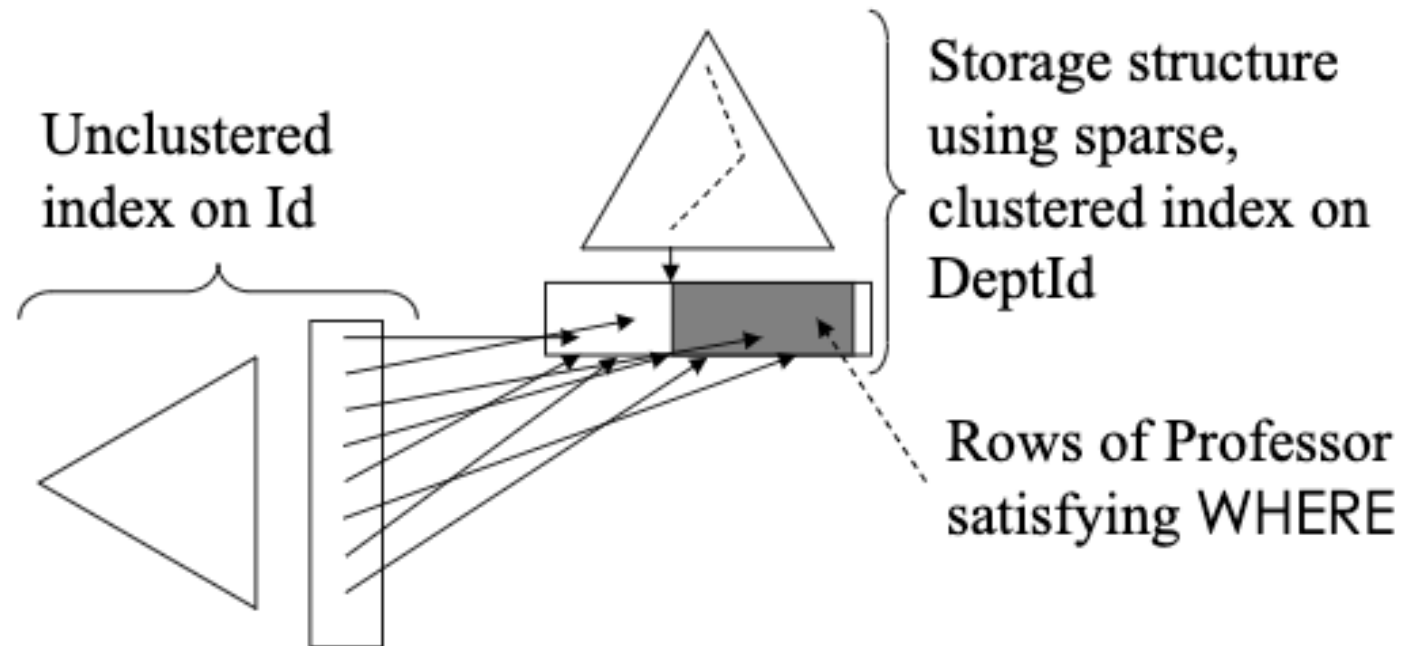 Unclustered
index on Id
Storage structure
using sparse,
clustered index on
DeptId
Rows of Professor
satisfying WHERE